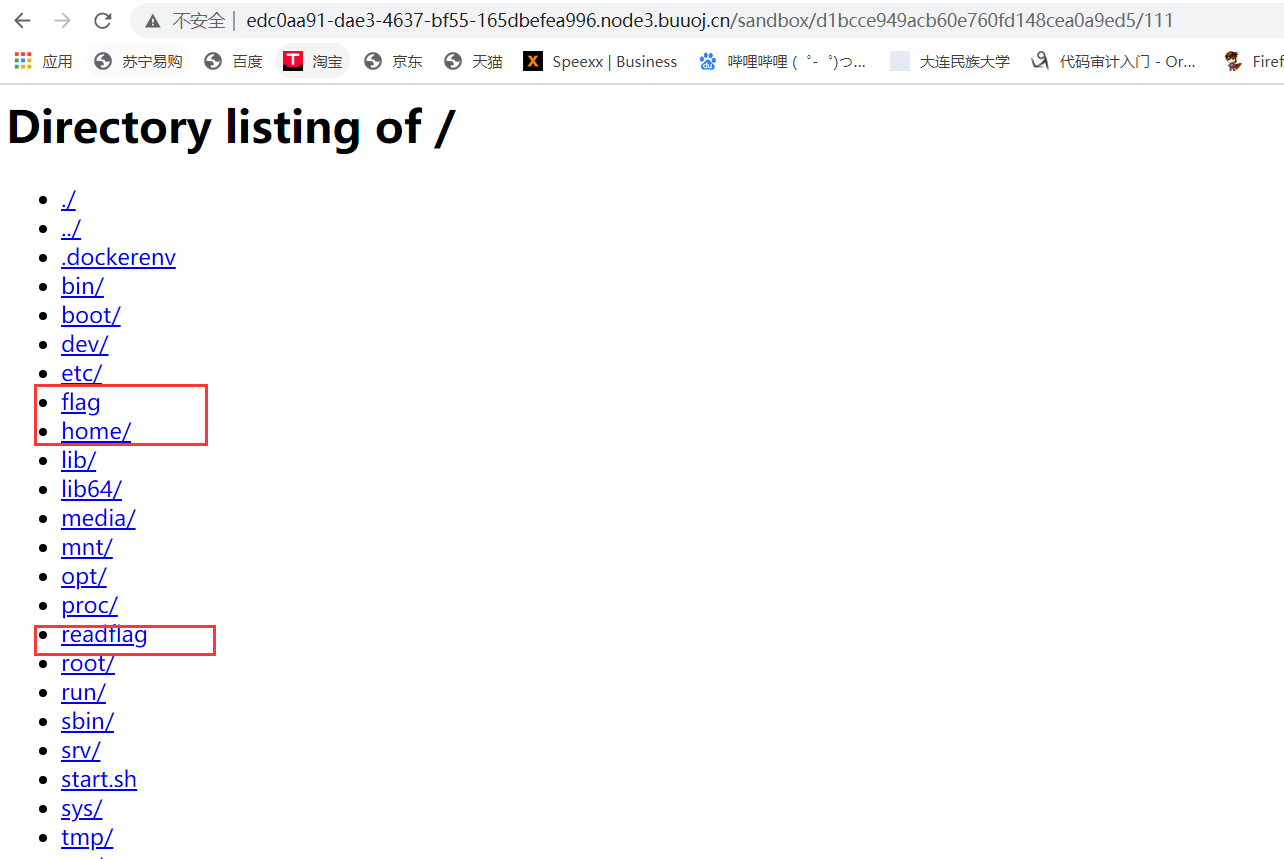 不安全 | edc0aa91-dae3-4637-bf55-165dbefea996.node3.buuoj.cn/sandbox/d1bcce949acb60e760fd148cea0a9ed5/111
应用 苏宁易购 百度 T 淘宝 京东 天猫 X Speexx | Business 哔哩哔哩 ( ゜- ゜)つ... 大连民族大学 代码审计入门 - Or... Firef
Directory listing of /
./
../
.dockerenv
bin/
boot/
dev/
etc/
flag
home/
lib/
lib64/
media/
mnt/
opt/
proc/
readflag
root/
run/
sbin/
srv/
start.sh
sys/
tmp/